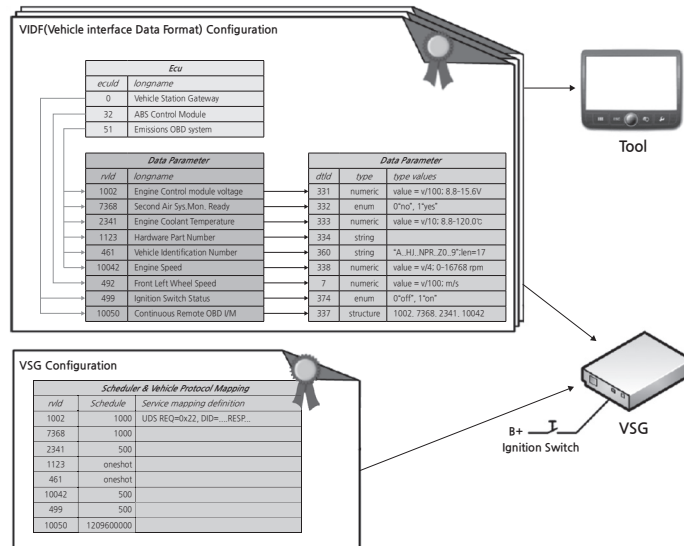 VIDF(Vehicle interface Data Format) Configuration
Ecu
ecuId longname
0 Vehicle Station Gateway
32 ABS Control Module
51 Emissions OBD system
Data Parameter
rvId longname
1002 Engine Control module voltage
7368 Second Air Sys.Mon. Ready
2341 Engine Coolant Temperature
1123 Hardware Part Number
461 Vehicle Identification Number
10042 Engine Speed
492 Front Left Wheel Speed
499 Ignition Switch Status
10050 Continuous Remote OBD I/M
Data Parameter
dtId type type values
331 numeric value = v/100; 8.8-15.6V
332 enum 0"no", 1"yes"
333 numeric value = v/10; 8.8-120.0℃
334 string
360 string "A..HJ..NPR..Z0..9";len=17
338 numeric value = v/4; 0-16768 rpm
7 numeric value = v/100; m/s
374 enum 0"off", 1"on"
337 structure 1002, 7368, 2341, 10042
Tool
VSG Configuration
Scheduler & Vehicle Protocol Mapping
rvId Schedule Service mapping definition
1002 1000 UDS REQ=0x22, DID=....RESP...
7368 1000
2341 500
1123 oneshot
461 oneshot
10042 500
499 500
10050 1209600000
B+
Ignition Switch
VSG